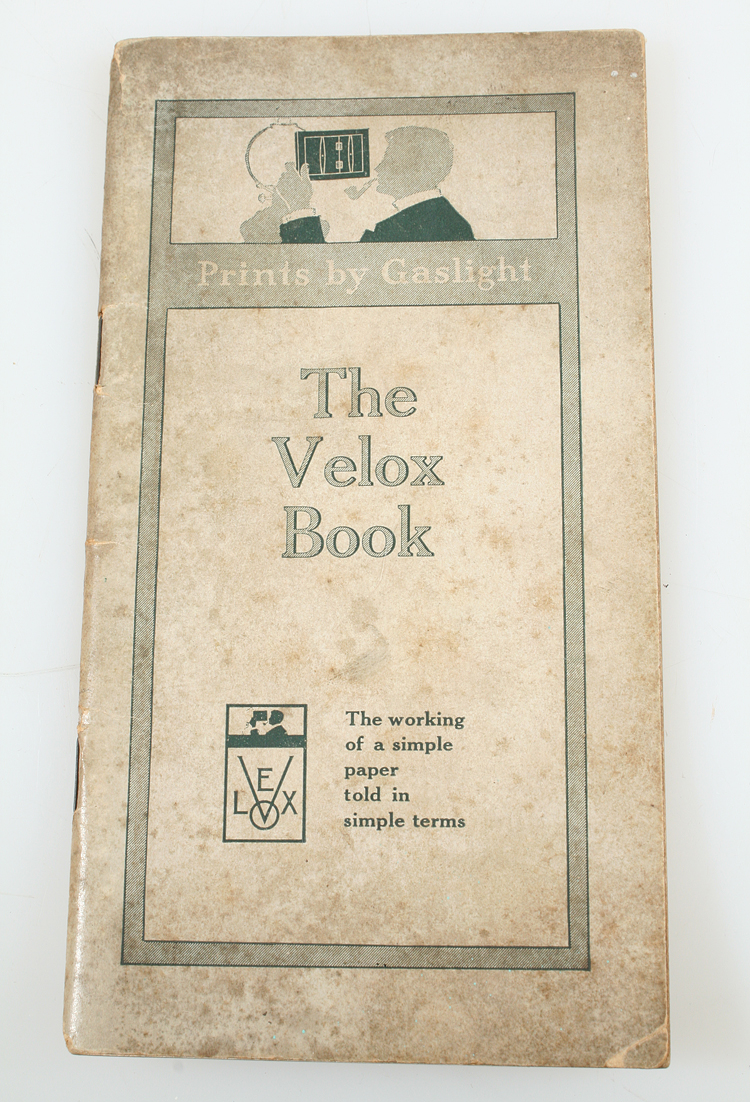 Prints by Gaslight
The
Velox
Book
VELOX
The working
of a simple
paper
told in
simple terms